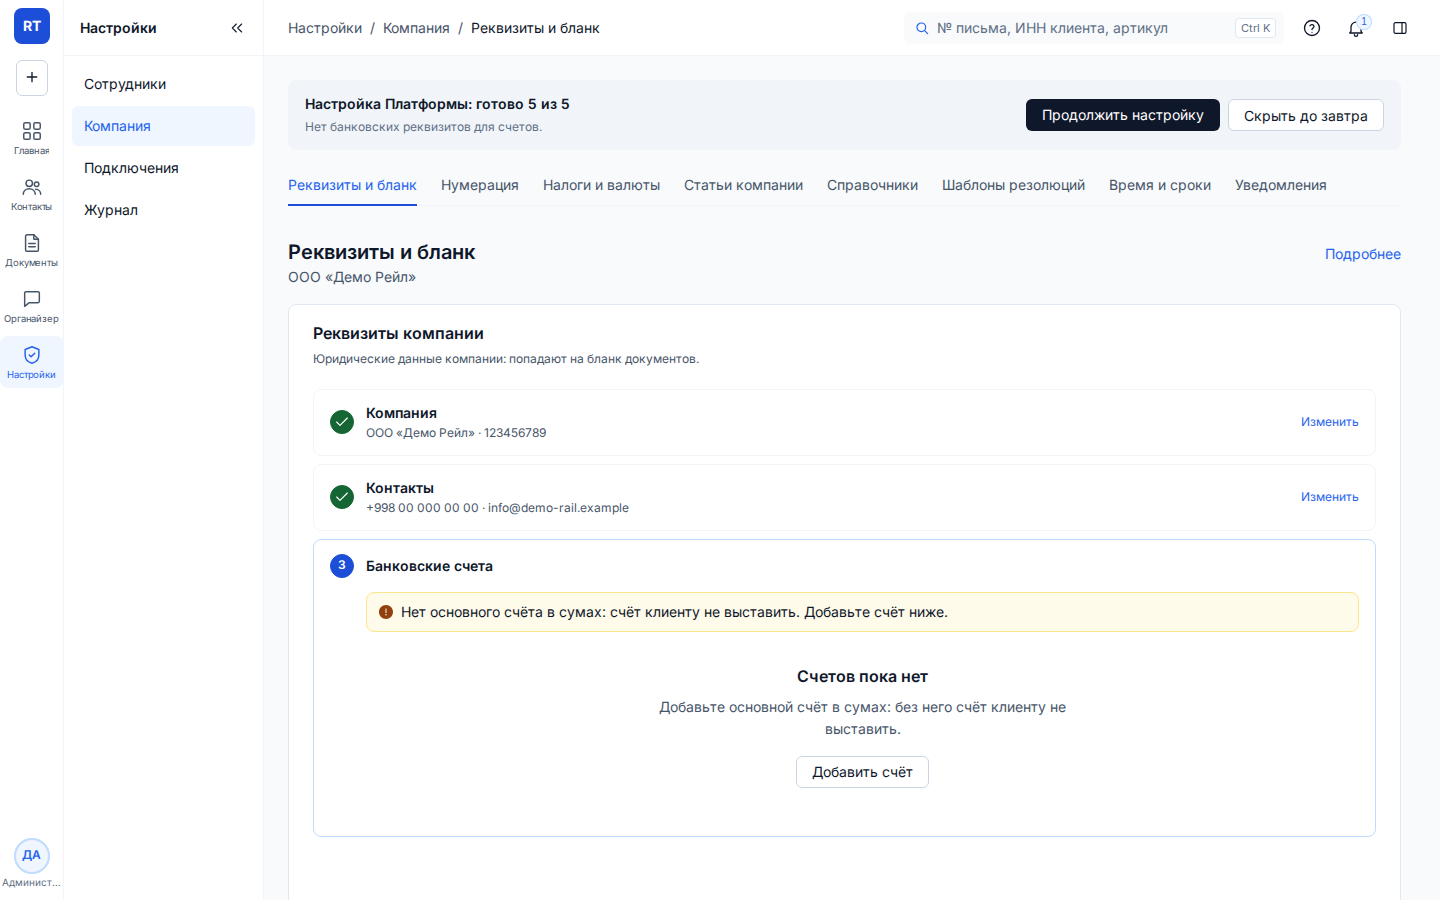 RT
Настройки
Настройки / Компания / Реквизиты и бланк
№ письма, ИНН клиента, артикул
Ctrl K
1
Главная
Контакты
Документы
Органайзер
Настройки
ДА
Админист...
Сотрудники
Компания
Подключения
Журнал
Настройка Платформы: готово 5 из 5
Нет банковских реквизитов для счетов.
Продолжить настройку
Скрыть до завтра
Реквизиты и бланк
Нумерация
Налоги и валюты
Статьи компании
Справочники
Шаблоны резолюций
Время и сроки
Уведомления
Реквизиты и бланк
Подробнее
ООО «Демо Рейл»
Реквизиты компании
Юридические данные компании: попадают на бланк документов.
Компания
ООО «Демо Рейл» · 123456789
Изменить
Контакты
+998 00 000 00 00 · info@demo-rail.example
Изменить
3
Банковские счета
Нет основного счёта в сумах: счёт клиенту не выставить. Добавьте счёт ниже.
Счетов пока нет
Добавьте основной счёт в сумах: без него счёт клиенту не
выставить.
Добавить счёт